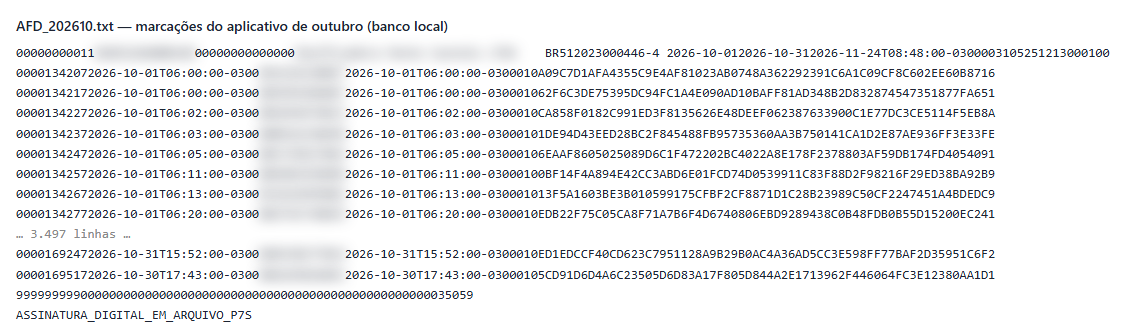 AFD_202610.txt — marcações do aplicativo de outubro (banco local)
00000000011 00000000000000 BR512023000446-4 2026-10-012026-10-312026-11-24T08:48:00-0300003105251213000100
00001342072026-10-01T06:00:00-0300 2026-10-01T06:00:00-0300010A09C7D1AFA4355C9E4AF81023AB0748A362292391C6A1C09CF8C602EE60B8716
00001342172026-10-01T06:00:00-0300 2026-10-01T06:00:00-030001062F6C3DE75395DC94FC1A4E090AD10BAFF81AD348B2D832874547351877FA651
00001342272026-10-01T06:02:00-0300 2026-10-01T06:02:00-0300010CA858F0182C991ED3F8135626E48DEEF062387633900C1E77DC3CE5114F5EB8A
00001342372026-10-01T06:03:00-0300 2026-10-01T06:03:00-03000101DE94D43EED28BC2F845488FB95735360AA3B750141CA1D2E87AE936FF3E33FE
00001342472026-10-01T06:05:00-0300 2026-10-01T06:05:00-03000106EAAF8605025089D6C1F472202BC4022A8E178F2378803AF59DB174FD4054091
00001342572026-10-01T06:11:00-0300 2026-10-01T06:11:00-03000100BF14F4A894E42CC3ABD6E01FCD74D0539911C83F88D2F98216F29ED38BA92B9
00001342672026-10-01T06:13:00-0300 2026-10-01T06:13:00-030001013F5A1603BE3B010599175CFBF2CF8871D1C28B23989C50CF2247451A4BDEDC9
00001342772026-10-01T06:20:00-0300 2026-10-01T06:20:00-0300010EDB22F75C05CA8F71A7B6F4D6740806EBD9289438C0B48FDB0B55D15200EC241
… 3.497 linhas …
00001692472026-10-31T15:52:00-0300 2026-10-31T15:52:00-0300010ED1EDCCF40CD623C7951128A9B29B0AC4A36AD5CC3E598FF77BAF2D35951C6F2
00001695172026-10-30T17:43:00-0300 2026-10-30T17:43:00-03000105CD91D6D4A6C23505D6D83A17F805D844A2E1713962F446064FC3E12380AA1D1
9999999990000000000000000000000000000000000000000000000000000035059
ASSINATURA_DIGITAL_EM_ARQUIVO_P7S